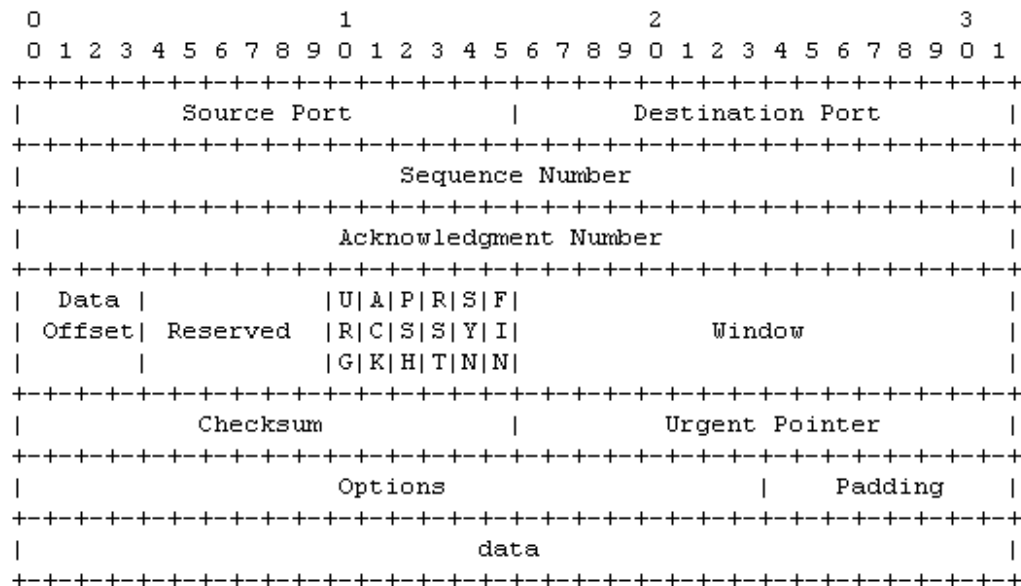 0                   1                   2                   3
0 1 2 3 4 5 6 7 8 9 0 1 2 3 4 5 6 7 8 9 0 1 2 3 4 5 6 7 8 9 0 1
+-+-+-+-+-+-+-+-+-+-+-+-+-+-+-+-+-+-+-+-+-+-+-+-+-+-+-+-+-+-+-+-+
|          Source Port          |       Destination Port        |
+-+-+-+-+-+-+-+-+-+-+-+-+-+-+-+-+-+-+-+-+-+-+-+-+-+-+-+-+-+-+-+-+
|                        Sequence Number                        |
+-+-+-+-+-+-+-+-+-+-+-+-+-+-+-+-+-+-+-+-+-+-+-+-+-+-+-+-+-+-+-+-+
|                    Acknowledgment Number                      |
+-+-+-+-+-+-+-+-+-+-+-+-+-+-+-+-+-+-+-+-+-+-+-+-+-+-+-+-+-+-+-+-+
|  Data |           |U|A|P|R|S|F|                               |
| Offset| Reserved  |R|C|S|S|Y|I|            Window             |
|       |           |G|K|H|T|N|N|                               |
+-+-+-+-+-+-+-+-+-+-+-+-+-+-+-+-+-+-+-+-+-+-+-+-+-+-+-+-+-+-+-+-+
|           Checksum            |         Urgent Pointer        |
+-+-+-+-+-+-+-+-+-+-+-+-+-+-+-+-+-+-+-+-+-+-+-+-+-+-+-+-+-+-+-+-+
|                    Options                    |    Padding    |
+-+-+-+-+-+-+-+-+-+-+-+-+-+-+-+-+-+-+-+-+-+-+-+-+-+-+-+-+-+-+-+-+
|                             data                              |
+-+-+-+-+-+-+-+-+-+-+-+-+-+-+-+-+-+-+-+-+-+-+-+-+-+-+-+-+-+-+-+-+